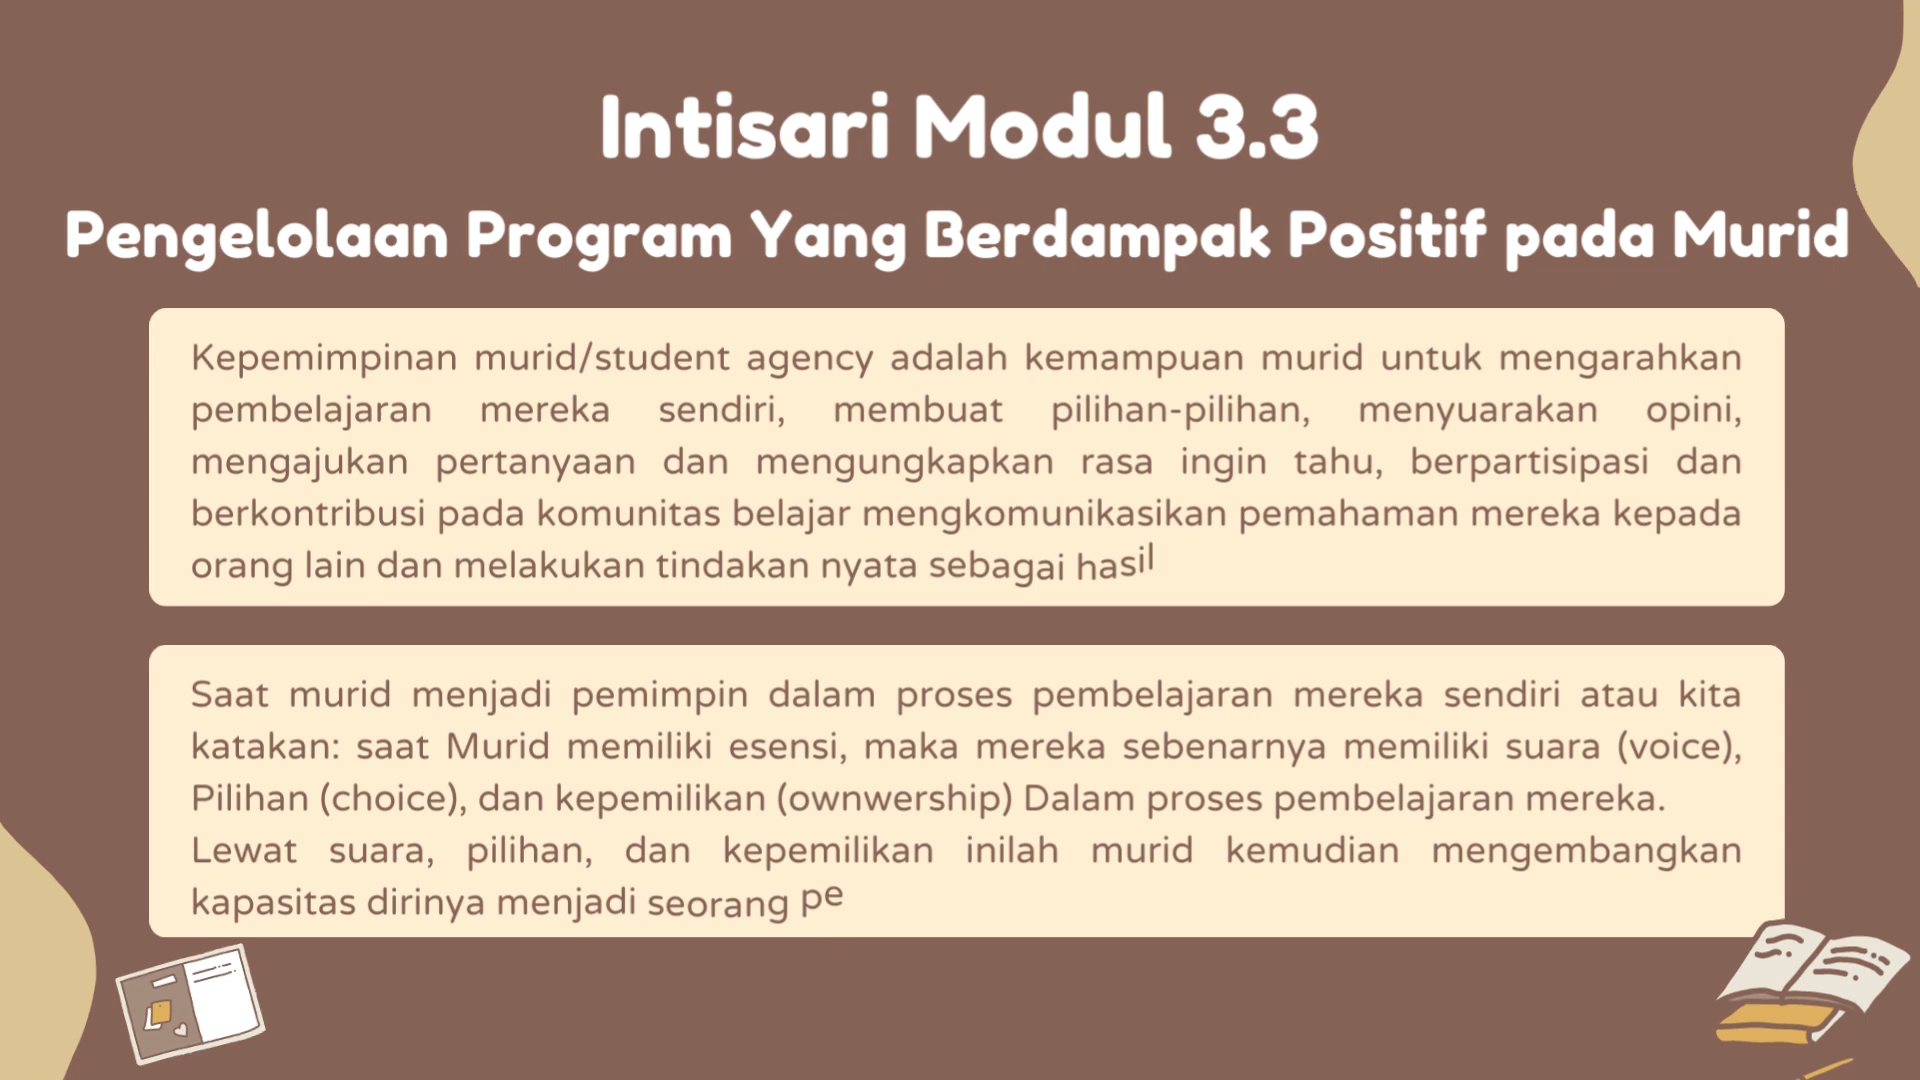 Intisari Modul 3.3
Pengelolaan Program Yang Berdampak Positif pada Murid
Kepemimpinan murid/student agency adalah kemampuan murid untuk mengarahkan
pembelajaran mereka sendiri, membuat pilihan-pilihan, menyuarakan opini,
mengajukan pertanyaan dan mengungkapkan rasa ingin tahu, berpartisipasi dan
berkontribusi pada komunitas belajar mengkomunikasikan pemahaman mereka kepada
orang lain dan melakukan tindakan nyata sebagai hasil
Saat murid menjadi pemimpin dalam proses pembelajaran mereka sendiri atau kita
katakan: saat Murid memiliki esensi, maka mereka sebenarnya memiliki suara (voice),
Pilihan (choice), dan kepemilikan (ownwership) Dalam proses pembelajaran mereka.
Lewat suara, pilihan, dan kepemilikan inilah murid kemudian mengembangkan
kapasitas dirinya menjadi seorang pe